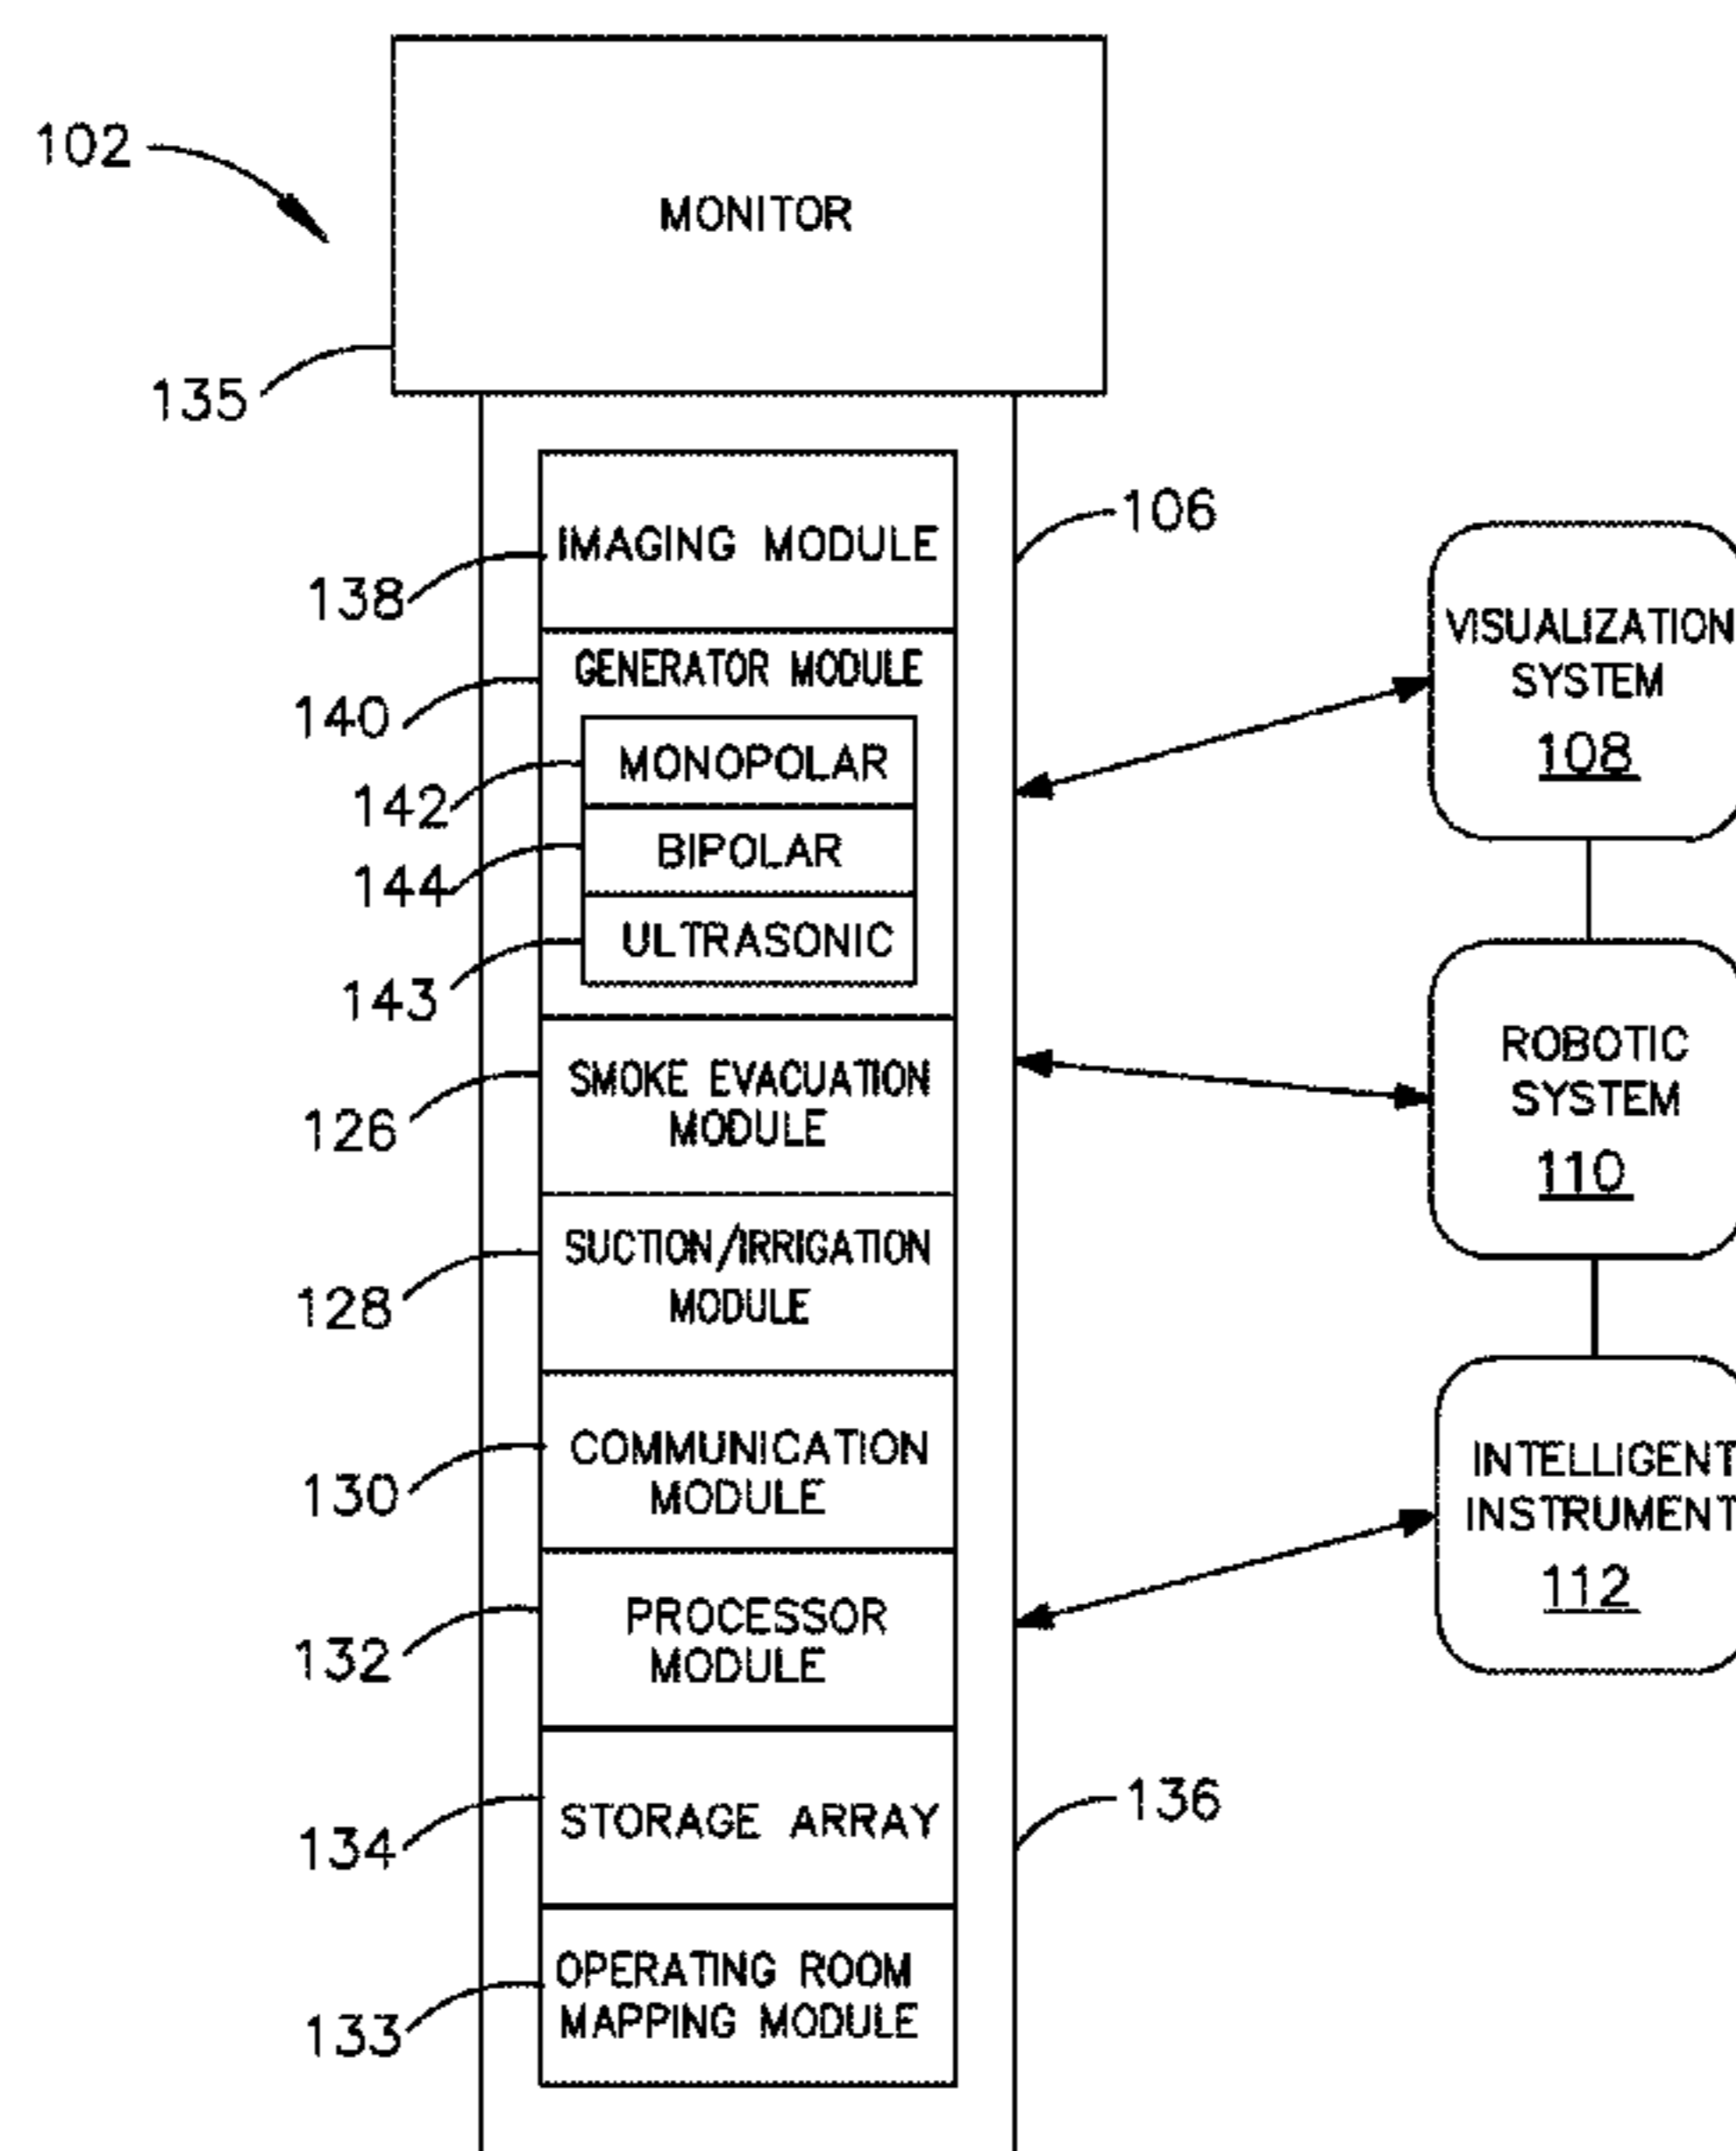 102
MONITOR
135
106
IMAGING MODULE
138
GENERATOR MODULE
140
MONOPOLAR
142
BIPOLAR
144
ULTRASONIC
143
SMOKE EVACUATION
MODULE
126
SUCTION/IRRIGATION
MODULE
128
COMMUNICATION
MODULE
130
PROCESSOR
MODULE
132
STORAGE ARRAY
134
136
OPERATING ROOM
MAPPING MODULE
133
VISUALIZATION
SYSTEM
108
ROBOTIC
SYSTEM
110
INTELLIGENT
INSTRUMENT
112